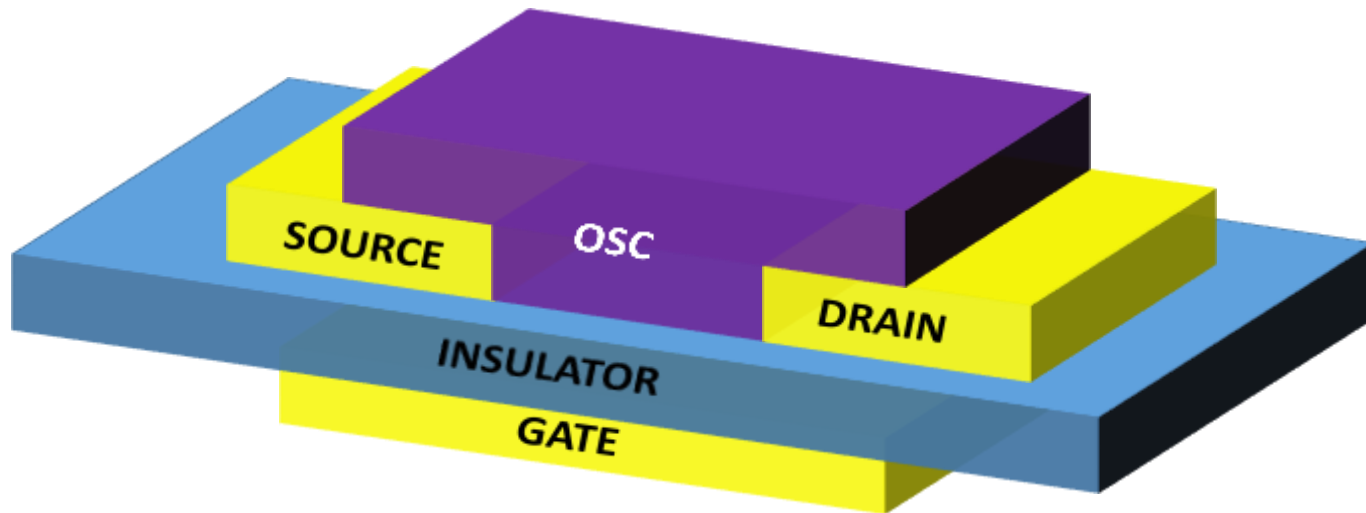 OSC
SOURCE
DRAIN
INSULATOR
GATE